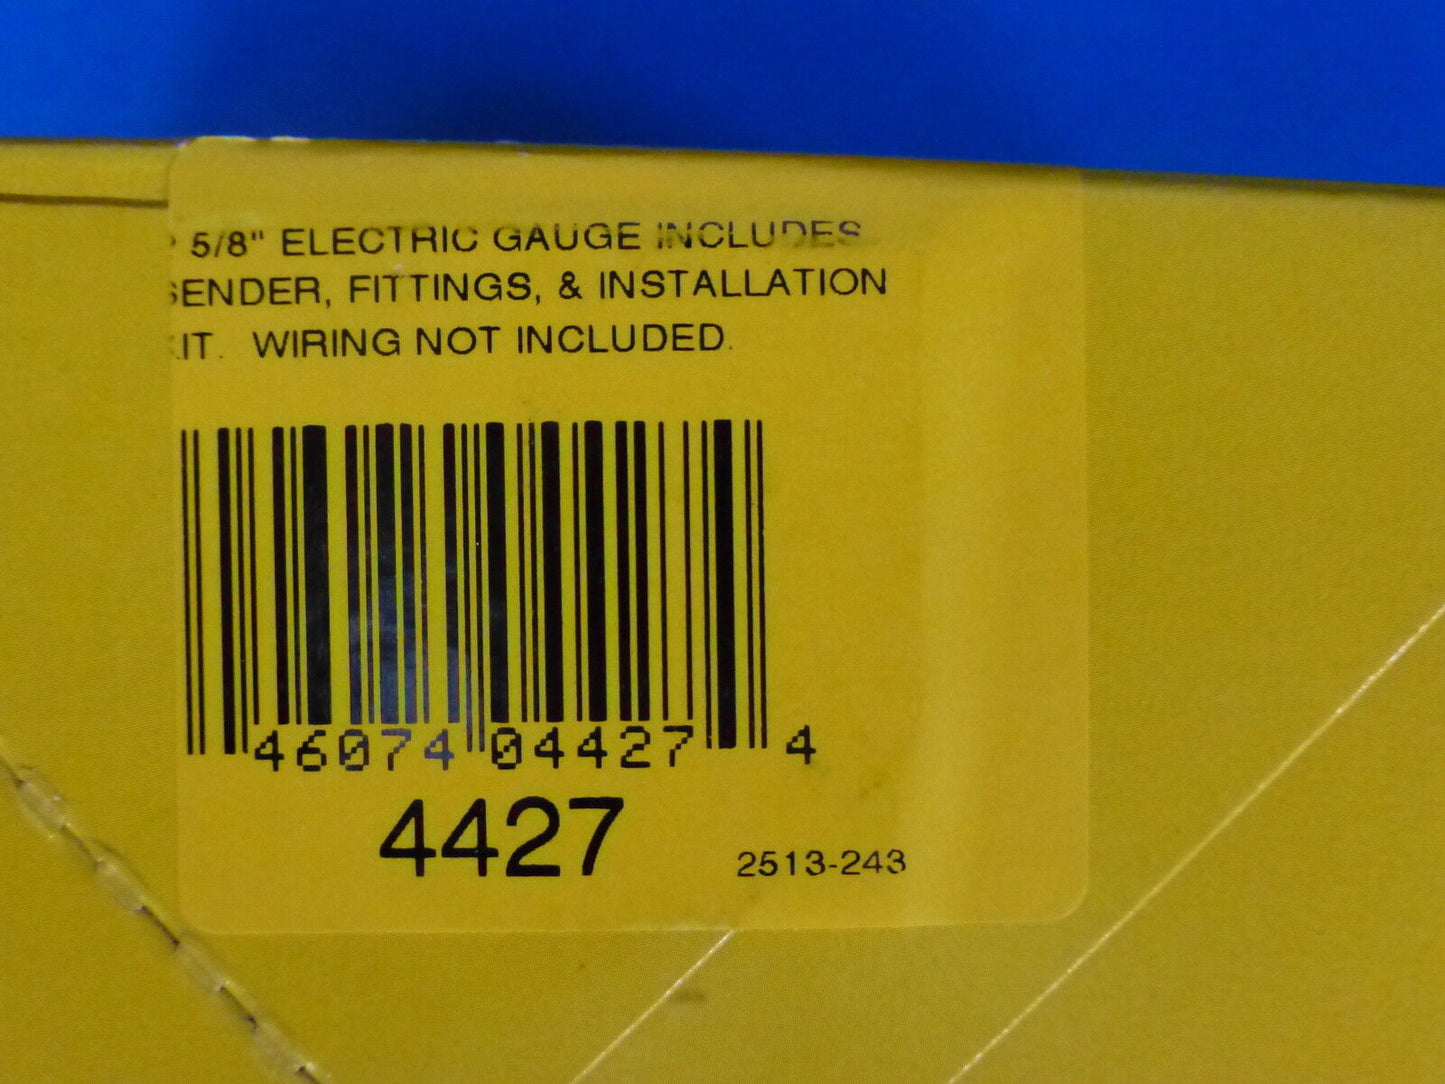 5/8" ELECTRIC GAUGE INCLUDES
SENDER, FITTINGS, & INSTALLATION
KIT. WIRING NOT INCLUDED.
46074 04427 4
4427
2513-243